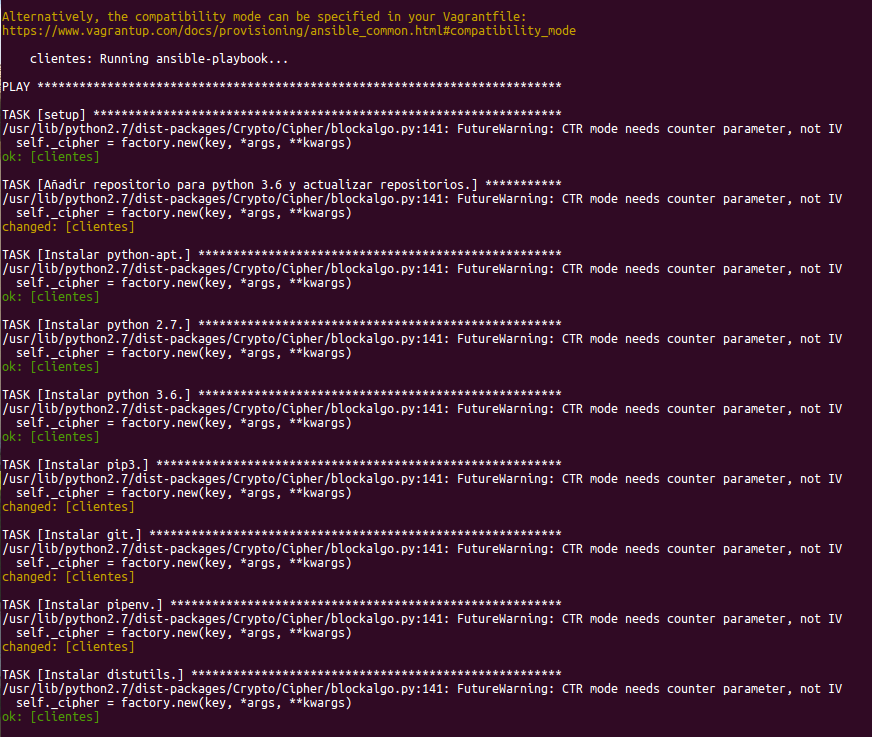 Alternatively, the compatibility mode can be specified in your Vagrantfile:
https://www.vagrantup.com/docs/provisioning/ansible_common.html#compatibility_mode
clientes: Running ansible-playbook...
PLAY ***************************************************************************
TASK [setup] *******************************************************************
/usr/lib/python2.7/dist-packages/Crypto/Cipher/blockalgo.py:141: FutureWarning: CTR mode needs counter parameter, not IV
self._cipher = factory.new(key, *args, **kwargs)
ok: [clientes]
TASK [Añadir repositorio para python 3.6 y actualizar repositorios.] ***********
/usr/lib/python2.7/dist-packages/Crypto/Cipher/blockalgo.py:141: FutureWarning: CTR mode needs counter parameter, not IV
self._cipher = factory.new(key, *args, **kwargs)
changed: [clientes]
TASK [Instalar python-apt.] ****************************************************
/usr/lib/python2.7/dist-packages/Crypto/Cipher/blockalgo.py:141: FutureWarning: CTR mode needs counter parameter, not IV
self._cipher = factory.new(key, *args, **kwargs)
ok: [clientes]
TASK [Instalar python 2.7.] ****************************************************
/usr/lib/python2.7/dist-packages/Crypto/Cipher/blockalgo.py:141: FutureWarning: CTR mode needs counter parameter, not IV
self._cipher = factory.new(key, *args, **kwargs)
ok: [clientes]
TASK [Instalar python 3.6.] ****************************************************
/usr/lib/python2.7/dist-packages/Crypto/Cipher/blockalgo.py:141: FutureWarning: CTR mode needs counter parameter, not IV
self._cipher = factory.new(key, *args, **kwargs)
ok: [clientes]
TASK [Instalar pip3.] **********************************************************
/usr/lib/python2.7/dist-packages/Crypto/Cipher/blockalgo.py:141: FutureWarning: CTR mode needs counter parameter, not IV
self._cipher = factory.new(key, *args, **kwargs)
changed: [clientes]
TASK [Instalar git.] ***********************************************************
/usr/lib/python2.7/dist-packages/Crypto/Cipher/blockalgo.py:141: FutureWarning: CTR mode needs counter parameter, not IV
self._cipher = factory.new(key, *args, **kwargs)
changed: [clientes]
TASK [Instalar pipenv.] ********************************************************
/usr/lib/python2.7/dist-packages/Crypto/Cipher/blockalgo.py:141: FutureWarning: CTR mode needs counter parameter, not IV
self._cipher = factory.new(key, *args, **kwargs)
changed: [clientes]
TASK [Instalar distutils.] *****************************************************
/usr/lib/python2.7/dist-packages/Crypto/Cipher/blockalgo.py:141: FutureWarning: CTR mode needs counter parameter, not IV
self._cipher = factory.new(key, *args, **kwargs)
ok: [clientes]